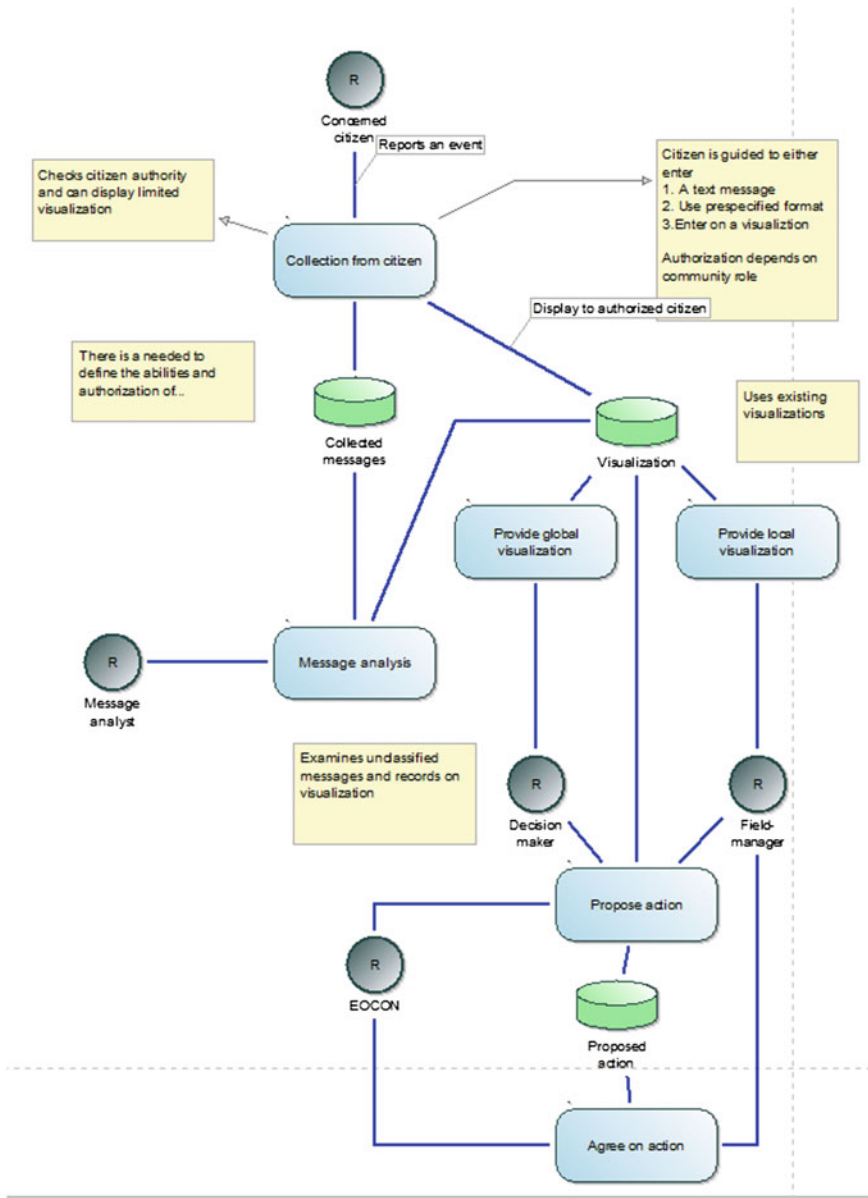 R
Concerned
citizen
Reports an event
Checks citizen authority
and can display limited
visualization
Citizen is guided to either
enter
1. A text message
2. Use prespecified format
3.Enter on a visualiztion
Authorization depends on
community role
Collection from citizen
Display to authorized citizen
There is a needed to
define the abilities and
authorization of...
Collected
messages
Uses existing
visualizations
Visualization
Provide global
visualization
Provide local
visualization
R
Message
analyst
Message analysis
Examines unclassified
messages and records on
visualization
R
Decision
maker
R
Field-
manager
Propose action
R
EOCON
Proposed
action
Agree on action